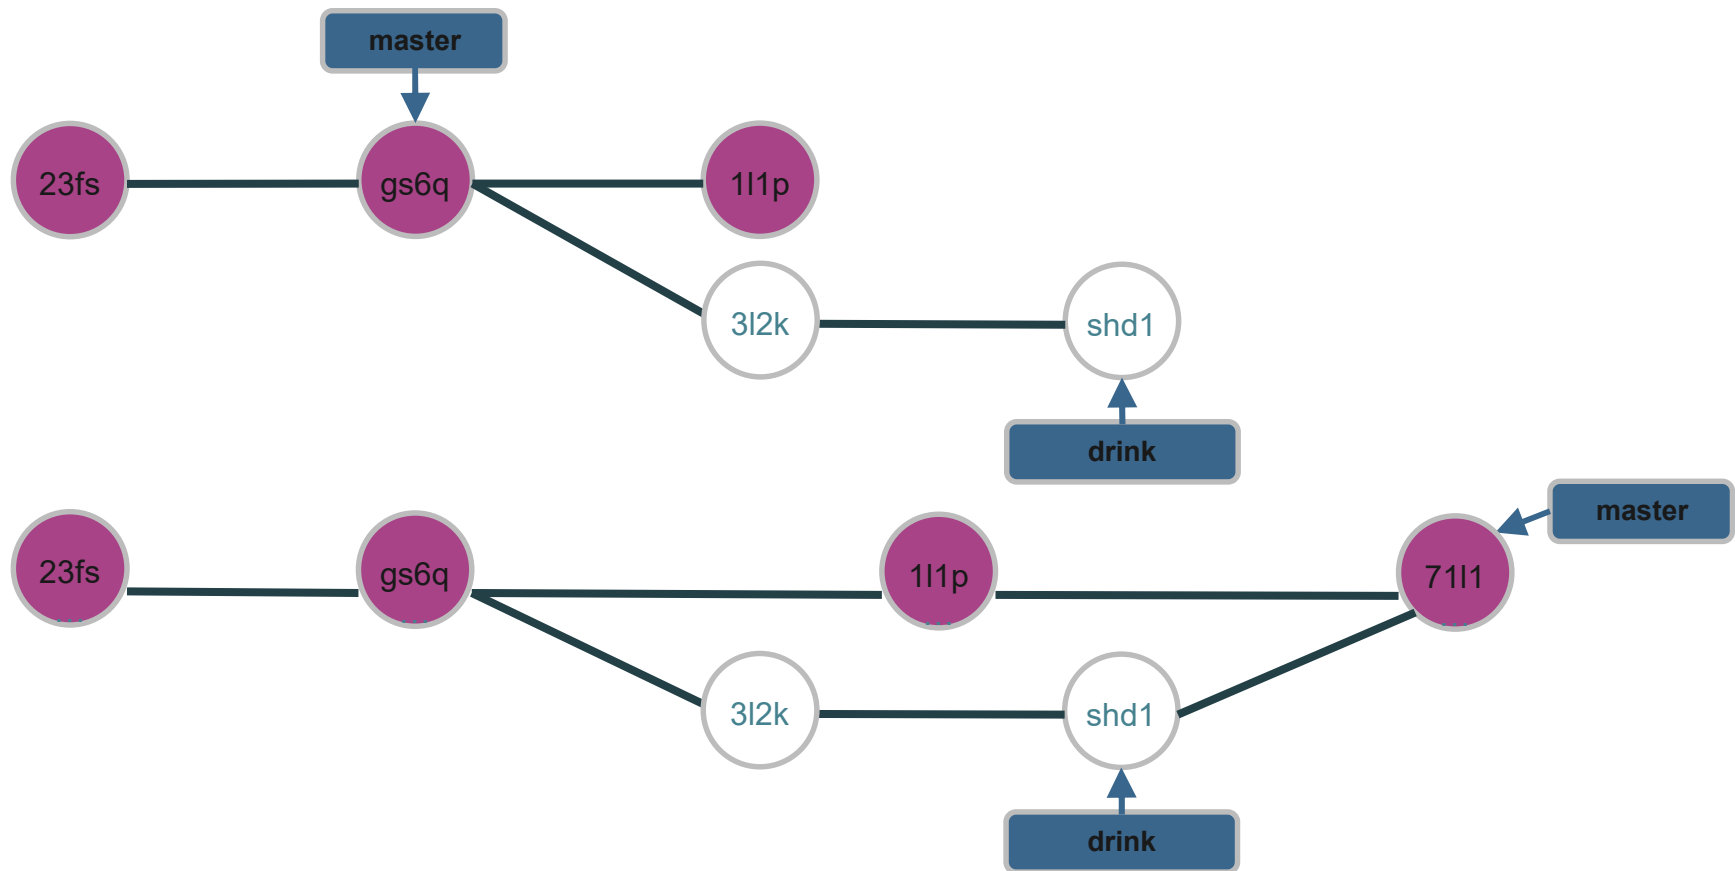 master
23fs
gs6q
1l1p
3l2k
shd1
drink
master
23fs
gs6q
1l1p
71l1
3l2k
shd1
drink